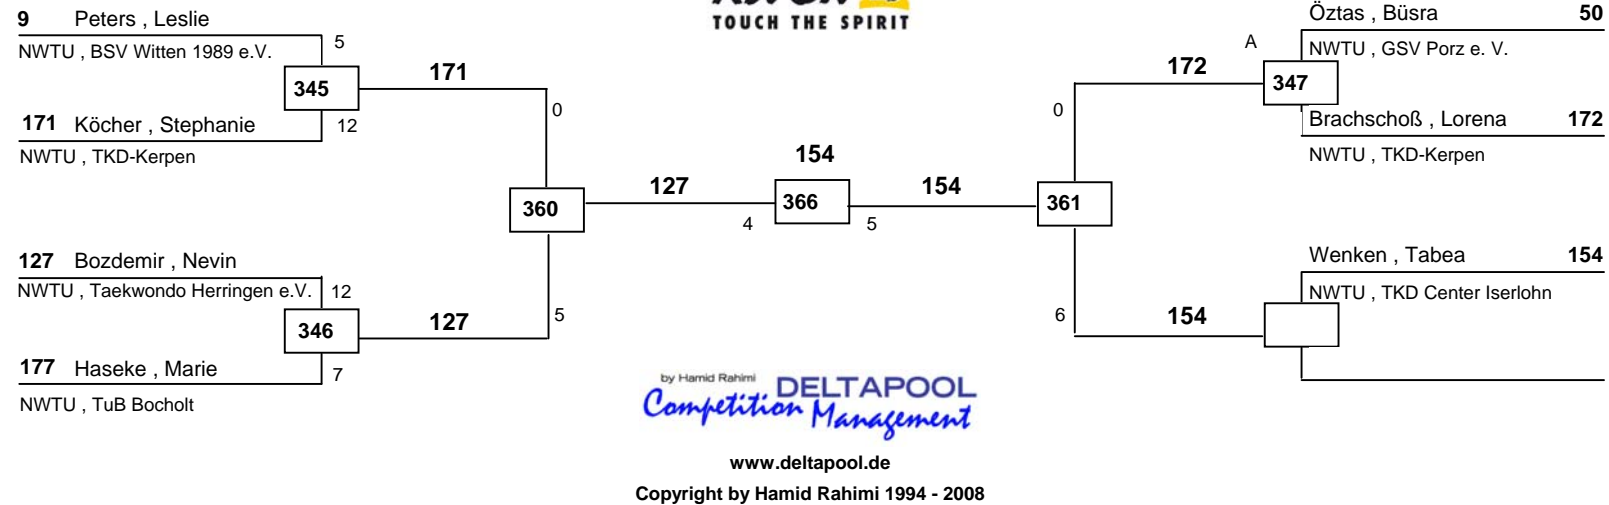 TOUCH THE SPIRIT
9 Peters , Leslie
NWTU , BSV Witten 1989 e.V.
5
345
171
171 Köcher , Stephanie
12
NWTU , TKD-Kerpen
0
360
127
127 Bozdemir , Nevin
NWTU , Taekwondo Herringen e.V.
12
346
127
5
177 Haseke , Marie
7
NWTU , TuB Bocholt
154
366
4
5
154
361
Öztas , Büsra 50
A
NWTU , GSV Porz e. V.
172
347
0
Brachschoß , Lorena 172
NWTU , TKD-Kerpen
Wenken , Tabea 154
NWTU , TKD Center Iserlohn
6
154
by Hamid Rahimi DELTAPOOL
Competition Management
www.deltapool.de
Copyright by Hamid Rahimi 1994 - 2008